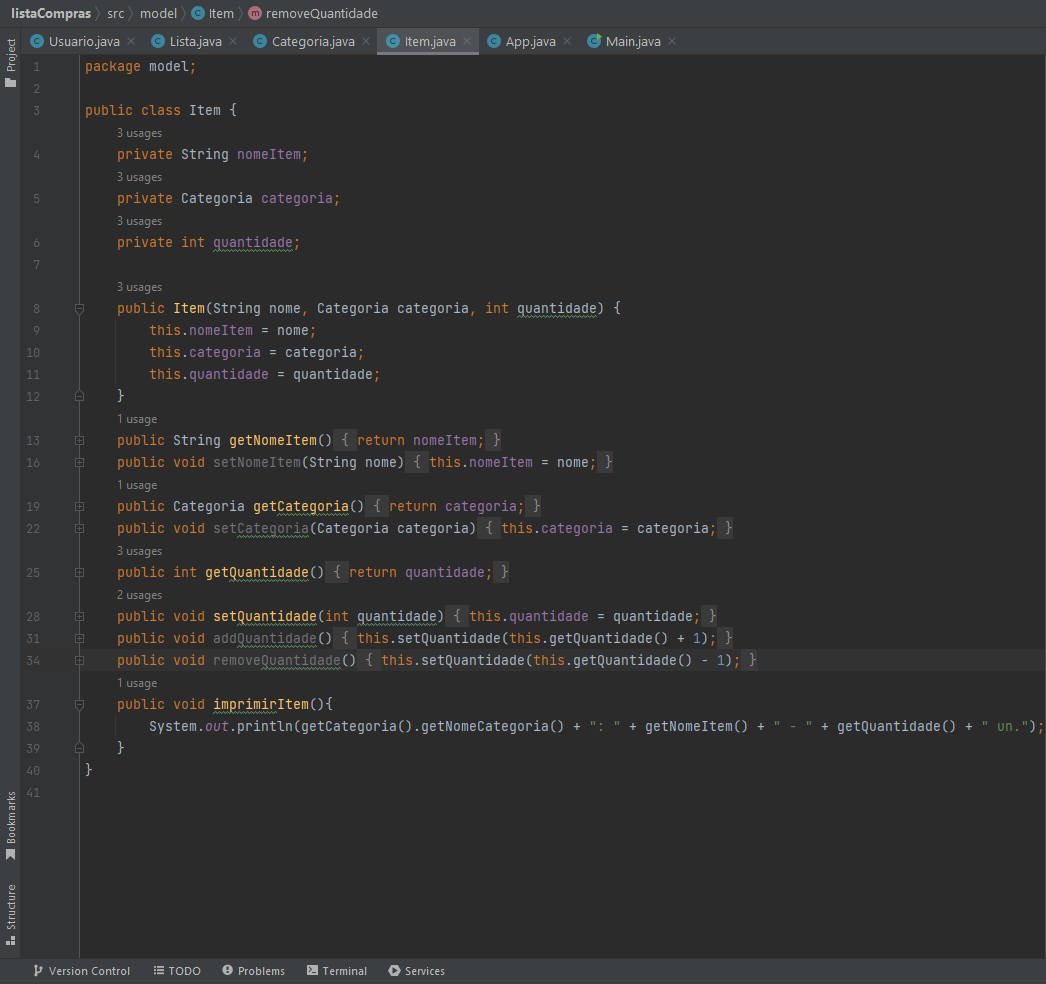 listaCompras src model Item removeQuantidade
Usuario.java Lista.java Categoria.java Item.java App.java Main.java
Project
1 package model;
2
3 public class Item {
3 usages
4 private String nomeItem;
3 usages
5 private Categoria categoria;
3 usages
6 private int quantidade;
7
3 usages
8 public Item(String nome, Categoria categoria, int quantidade) {
9 this.nomeItem = nome;
10 this.categoria = categoria;
11 this.quantidade = quantidade;
12 }
1 usage
13 public String getNomeItem() { return nomeItem; }
16 public void setNomeItem(String nome) { this.nomeItem = nome; }
1 usage
19 public Categoria getCategoria() { return categoria; }
22 public void setCategoria(Categoria categoria) { this.categoria = categoria; }
3 usages
25 public int getQuantidade() { return quantidade; }
2 usages
28 public void setQuantidade(int quantidade) { this.quantidade = quantidade; }
31 public void addQuantidade() { this.setQuantidade(this.getQuantidade() + 1); }
34 public void removeQuantidade() { this.setQuantidade(this.getQuantidade() - 1); }
1 usage
37 public void imprimirItem(){
38 System.out.println(getCategoria().getNomeCategoria() + ": " + getNomeItem() + " - " + getQuantidade() + " un.");
39 }
40 }
41
Bookmarks
Structure
Version Control TODO Problems Terminal Services